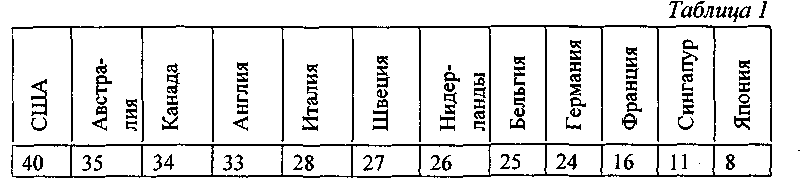 Таблица 1
США Австра-лия Канада Англия Италия Швеция Нидер-ланды Бельгия Германия Франция Сингапур Япония
40 35 34 33 28 27 26 25 24 16 11 8